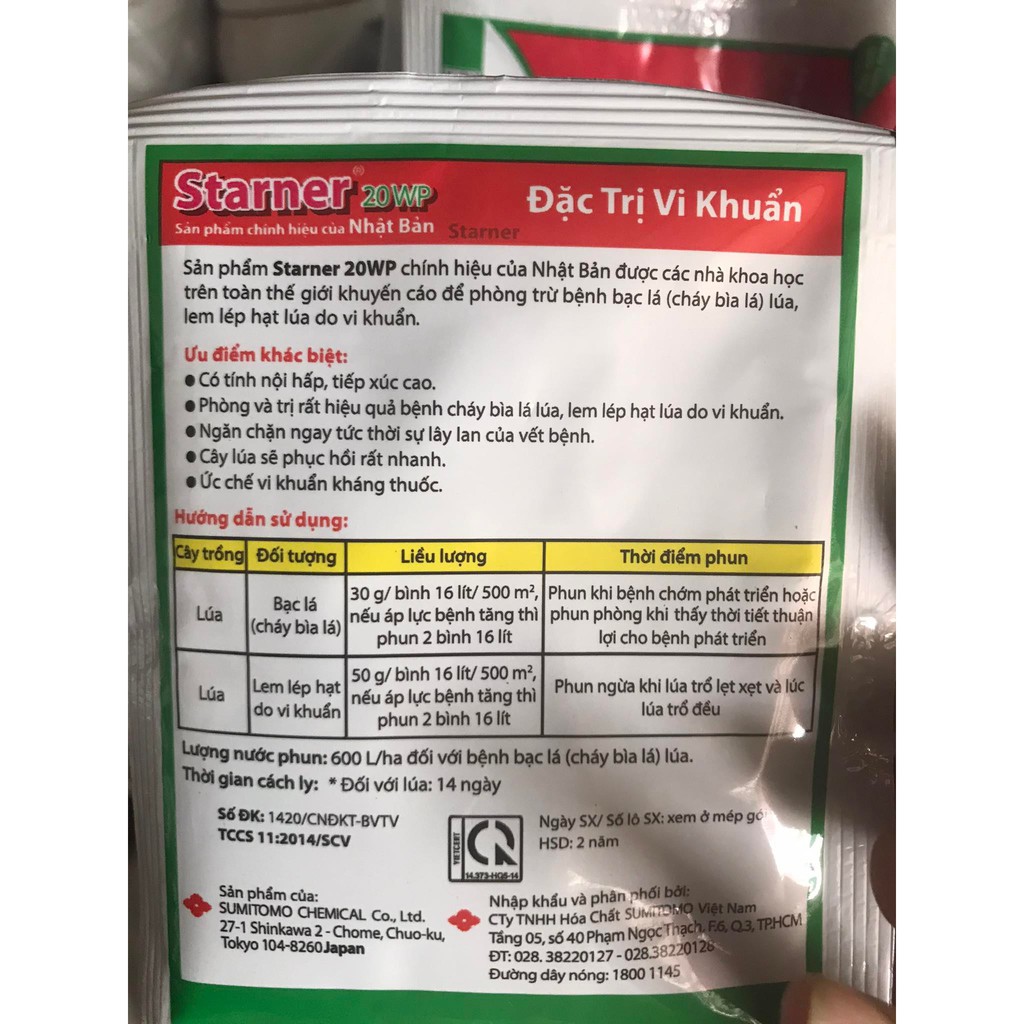 Starner® 20WP
Đặc Trị Vi Khuẩn
Sản phẩm chính hiệu của Nhật Bản
Starner
Sản phẩm Starner 20WP chính hiệu của Nhật Bản được các nhà khoa học
trên toàn thế giới khuyến cáo để phòng trừ bệnh bạc lá (cháy bìa lá) lúa,
lem lép hạt lúa do vi khuẩn.
Ưu điểm khác biệt:
● Có tính nội hấp, tiếp xúc cao.
● Phòng và trị rất hiệu quả bệnh cháy bìa lá lúa, lem lép hạt lúa do vi khuẩn.
● Ngăn chặn ngay tức thời sự lây lan của vết bệnh.
● Cây lúa sẽ phục hồi rất nhanh.
● Ức chế vi khuẩn kháng thuốc.
Hướng dẫn sử dụng:
Cây trồng Đối tượng Liều lượng Thời điểm phun
Lúa
Bạc lá
(cháy bìa lá)
30 g/ bình 16 lít/ 500 m²,
nếu áp lực bệnh tăng thì
phun 2 bình 16 lít
Phun khi bệnh chớm phát triển hoặc
phun phòng khi thấy thời tiết thuận
lợi cho bệnh phát triển
Lúa
Lem lép hạt
do vi khuẩn
50 g/ bình 16 lít/ 500 m²,
nếu áp lực bệnh tăng thì
phun 2 bình 16 lít
Phun ngừa khi lúa trổ lẹt xẹt và lúc
lúa trổ đều
Lượng nước phun: 600 L/ha đối với bệnh bạc lá (cháy bìa lá) lúa.
Thời gian cách ly: * Đối với lúa: 14 ngày
Số ĐK: 1420/CNĐKT-BVTV
TCCS 11:2014/SCV
VIETCERT
14.373-HQ5-14
Ngày SX/ Số lô SX: xem ở mép gói
HSD: 2 năm
Sản phẩm của:
SUMITOMO CHEMICAL Co., Ltd.
27-1 Shinkawa 2 - Chome, Chuo-ku,
Tokyo 104-8260 Japan
Nhập khẩu và phân phối bởi:
CTy TNHH Hóa Chất SUMITOMO Việt Nam
Tầng 05, số 40 Phạm Ngọc Thạch, F.6, Q.3, TP.HCM
ĐT: 028. 38220127 - 028.38220128
Đường dây nóng: 1800 1145